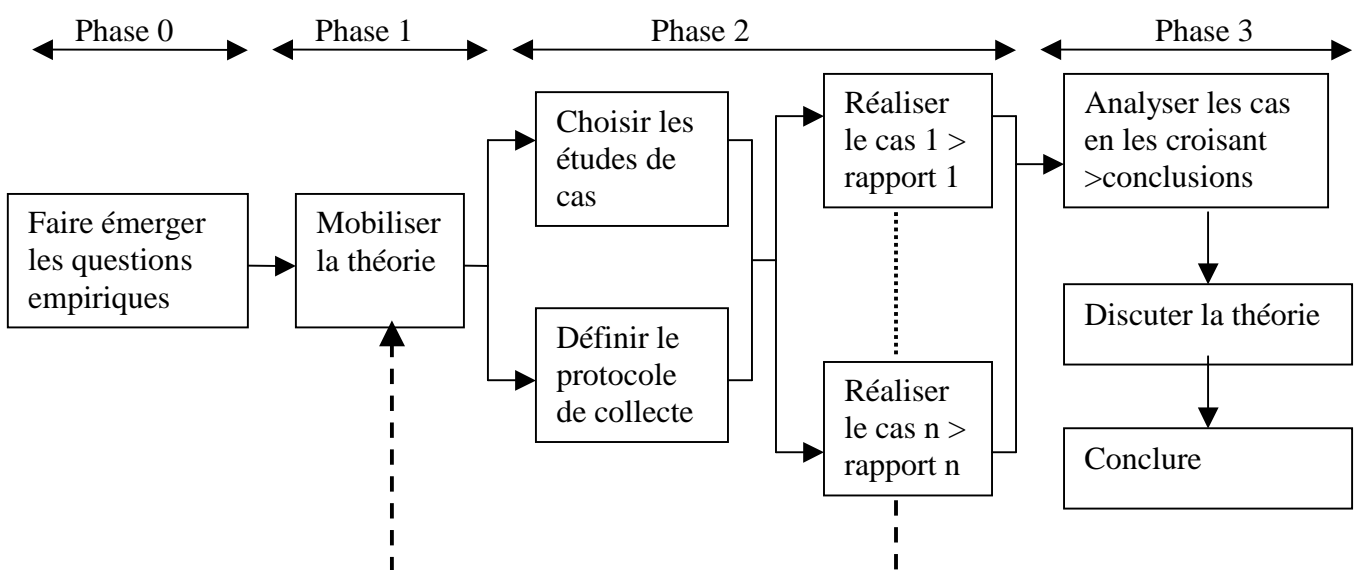 Phase 0
Phase 1
Phase 2
Phase 3
Faire émerger
les questions
empiriques
Mobiliser
la théorie
Choisir les
études de
cas
Définir le
protocole
de collecte
Réaliser
le cas 1 >
rapport 1
Réaliser
le cas n >
rapport n
Analyser les cas
en les croisant
>conclusions
Discuter la théorie
Conclure